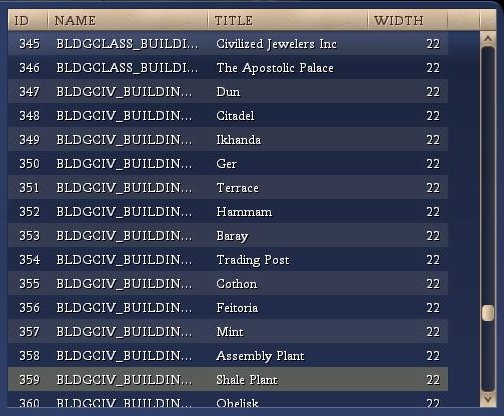 ID NAME TITLE WIDTH
345 BLDGCLASS_BUILDI... Civilized Jewelers Inc 22
346 BLDGCLASS_BUILDI... The Apostolic Palace 22
347 BLDGCIV_BUILDIN... Dun 22
348 BLDGCIV_BUILDIN... Citadel 22
349 BLDGCIV_BUILDIN... Ikhanda 22
350 BLDGCIV_BUILDIN... Ger 22
351 BLDGCIV_BUILDIN... Terrace 22
352 BLDGCIV_BUILDIN... Hammam 22
353 BLDGCIV_BUILDIN... Baray 22
354 BLDGCIV_BUILDIN... Trading Post 22
355 BLDGCIV_BUILDIN... Cothon 22
356 BLDGCIV_BUILDIN... Feitoria 22
357 BLDGCIV_BUILDIN... Mint 22
358 BLDGCIV_BUILDIN... Assembly Plant 22
359 BLDGCIV_BUILDIN... Shale Plant 22
360 BLDGCIV_BUILDIN... Obelisk 22